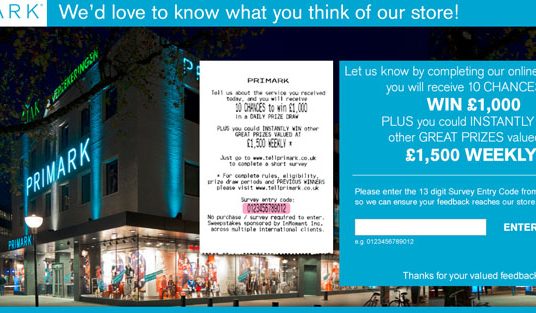 ARK® We'd love to know what you think of our store!
PRIMARK
PRIMARK
PRIMARK
Tell us about the service you received
today, and you will receive
10 CHANCES to win £1,000
in a DAILY PRIZE DRAW
PLUS you could INSTANTLY WIN other
GREAT PRIZES VALUED AT
£1,500 WEEKLY *
Just go to www.tellprimark.co.uk
to complete a short survey
* For complete rules, eligibility,
prize draw periods and PREVIOUS WINNERS
please visit www.tellprimark.co.uk
Survey entry code:
0123456789012
No purchase / survey required to enter.
Sweepstakes sponsored by InMoment Inc.
across multiple international clients.
Let us know by completing our online
you will receive 10 CHANCES
WIN £1,000
PLUS you could INSTANTLY
other GREAT PRIZES valued
£1,500 WEEKLY
Please enter the 13 digit Survey Entry Code from
so we can ensure your feedback reaches our store
ENTER
e.g. 0123456789012
Thanks for your valued feedback